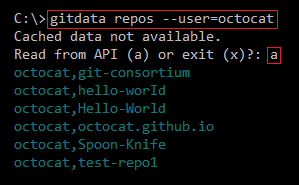 C:\>gitdata repos --user=octocat
Cached data not available.
Read from API (a) or exit (x)?: a
octocat,git-consortium
octocat,hello-worId
octocat,Hello-World
octocat,octocat.github.io
octocat,Spoon-Knife
octocat,test-repo1